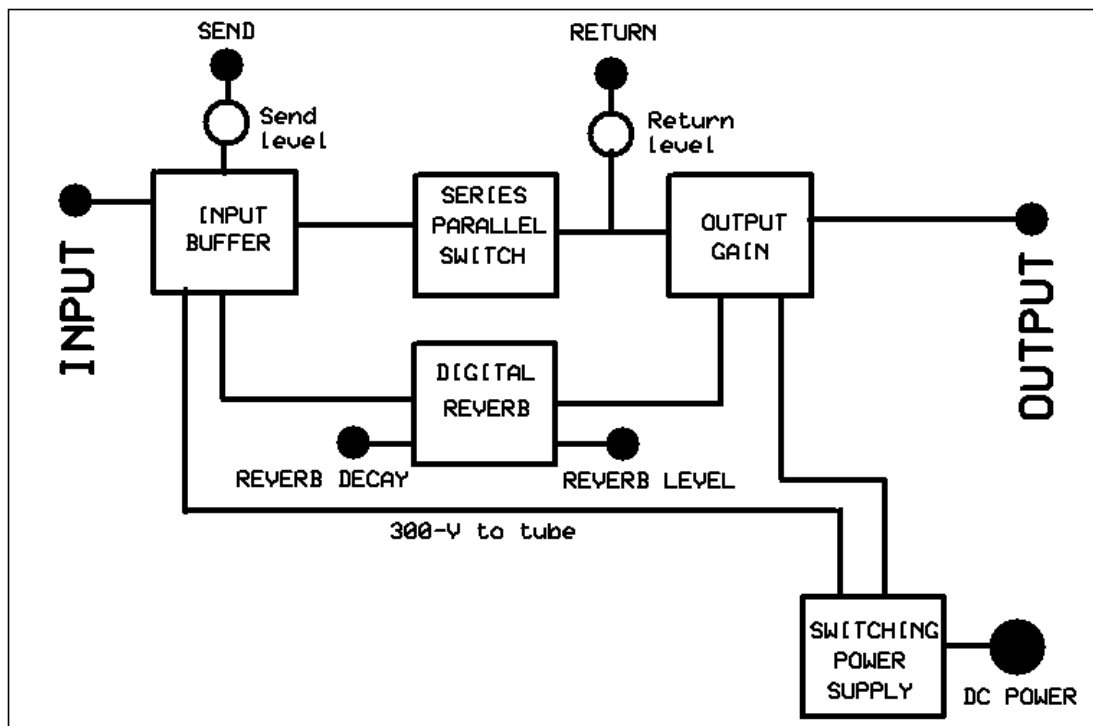 SEND
RETURN
Send
level
Return
level
INPUT
BUFFER
SERIES
PARALLEL
SWITCH
OUTPUT
GAIN
INPUT
OUTPUT
DIGITAL
REVERB
REVERB DECAY
REVERB LEVEL
300-V to tube
SWITCHING
POWER
SUPPLY
DC POWER